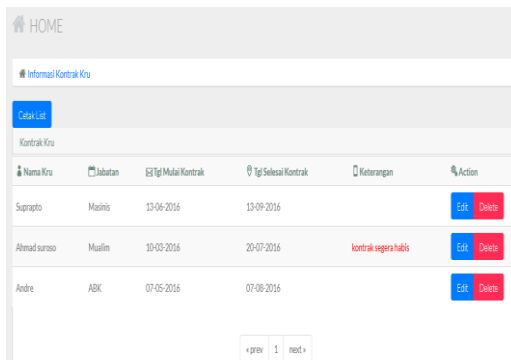 HOME
Informasi Kontrak Kru
Cetak List
Kontrak Kru
Nama Kru Jabatan Tgl Mulai Kontrak Tgl Selesai Kontrak Keterangan Action
Suprapto Masinis 13-06-2016 13-09-2016 Edit Delete
Ahmad suroso Mualim 10-03-2016 20-07-2016 kontrak segera habis Edit Delete
Andre ABK 07-05-2016 07-08-2016 Edit Delete
« prev 1 next »